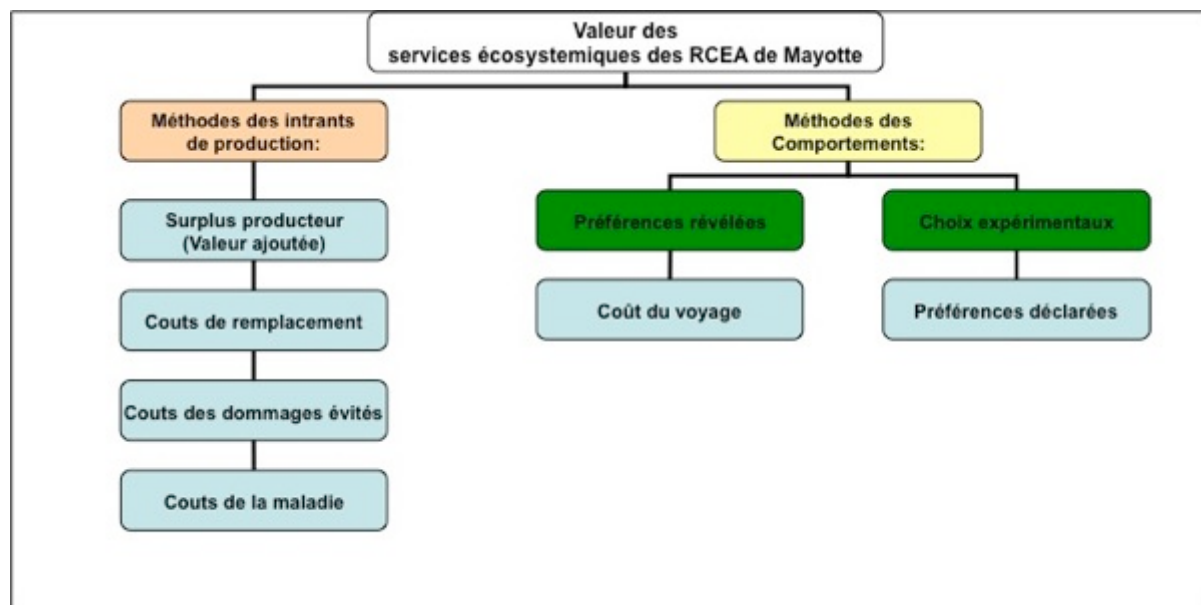 Valeur des
services écosystemiques des RCEA de Mayotte
Méthodes des intrants
de production:
Méthodes des
Comportements:
Surplus producteur
(Valeur ajoutée)
Préférences révélées
Choix expérimentaux
Couts de remplacement
Coût du voyage
Préférences déclarées
Couts des dommages évités
Couts de la maladie